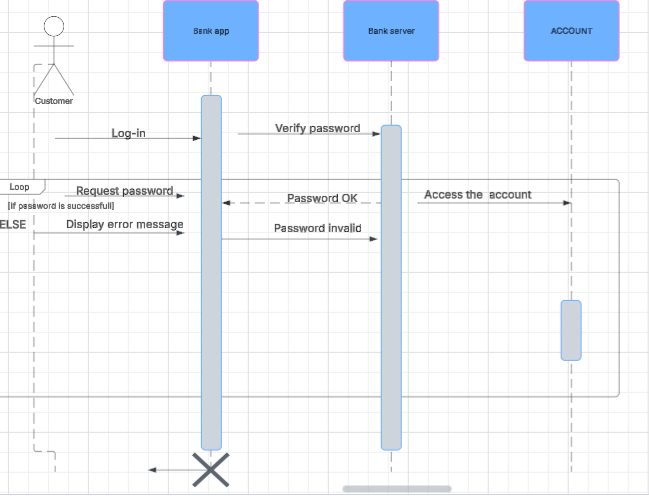 Bank app
Bank server
ACCOUNT
Customer
Log-in
Verify password
Loop
Request password
Password OK
Access the account
[If password is successfull]
ELSE
Display error message
Password invalid